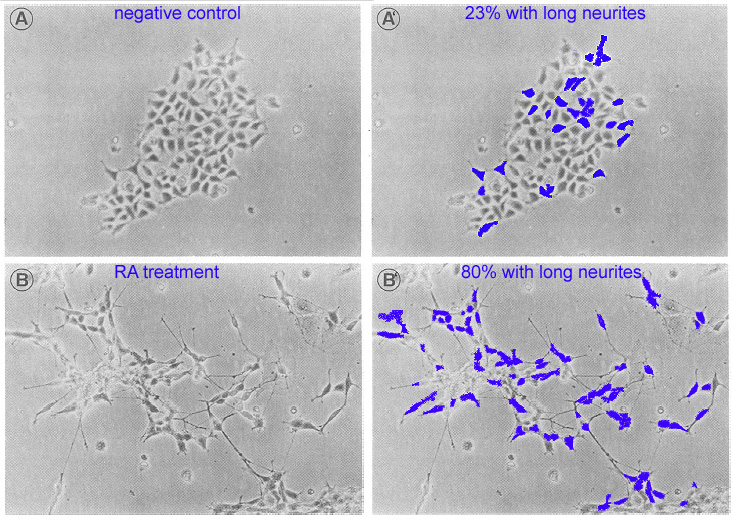 A
negative control
A'
23% with long neurites
B
RA treatment
B'
80% with long neurites